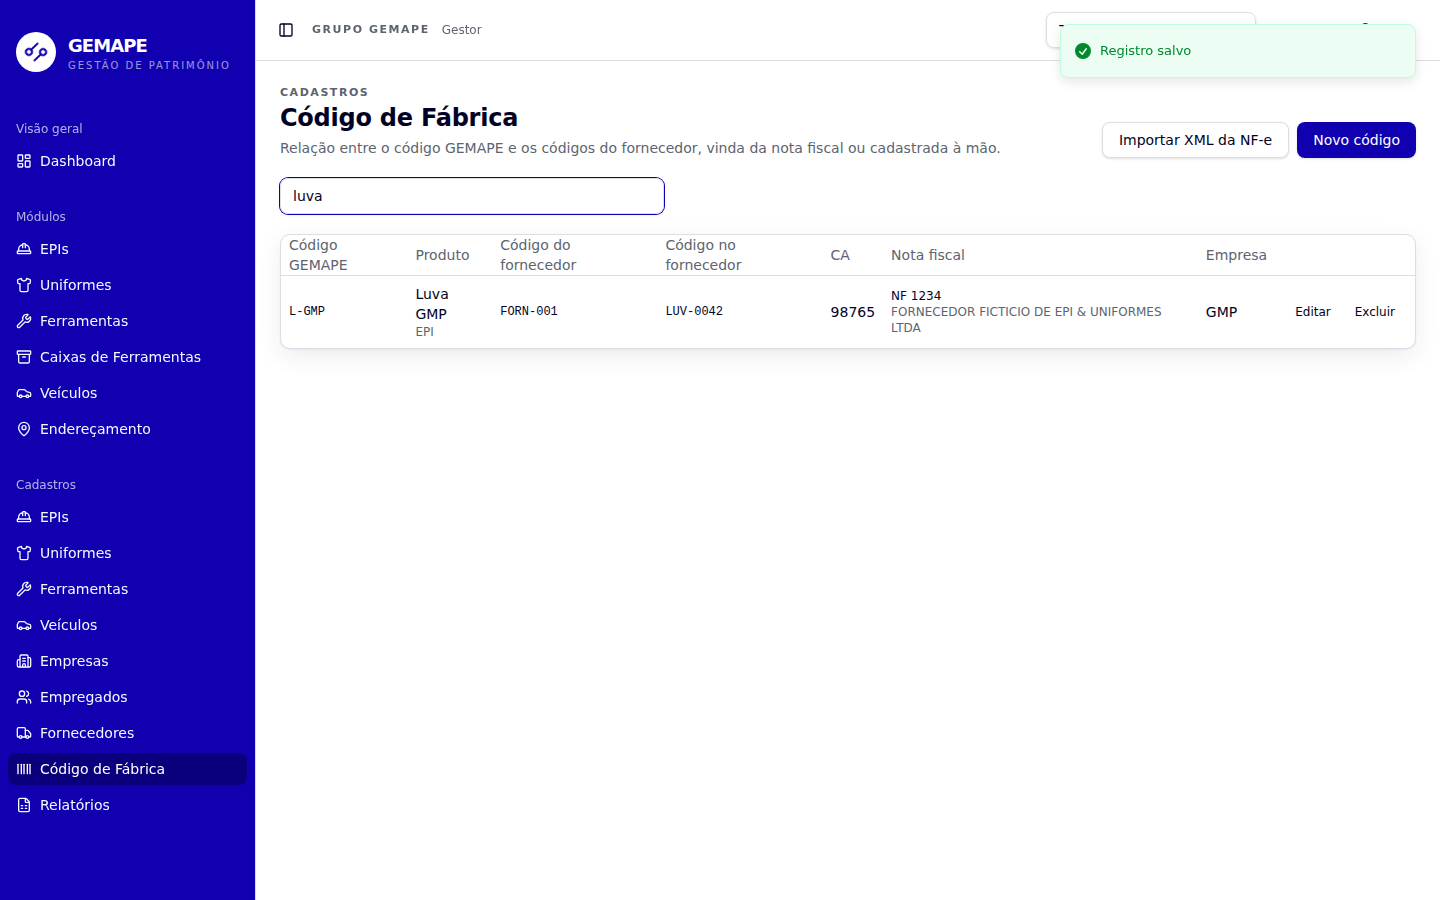 GEMAPE
GESTÃO DE PATRIMÔNIO
Visão geral
Dashboard
Módulos
EPIs
Uniformes
Ferramentas
Caixas de Ferramentas
Veículos
Endereçamento
Cadastros
EPIs
Uniformes
Ferramentas
Veículos
Empresas
Empregados
Fornecedores
Código de Fábrica
Relatórios
GRUPO GEMAPE Gestor
Registro salvo
CADASTROS
Código de Fábrica
Relação entre o código GEMAPE e os códigos do fornecedor, vinda da nota fiscal ou cadastrada à mão.
Importar XML da NF-e
Novo código
luva
Código GEMAPE
Produto
Código do fornecedor
Código no fornecedor
CA
Nota fiscal
Empresa
L-GMP
Luva GMP
EPI
FORN-001
LUV-0042
98765
NF 1234
FORNECEDOR FICTICIO DE EPI & UNIFORMES LTDA
GMP
Editar
Excluir